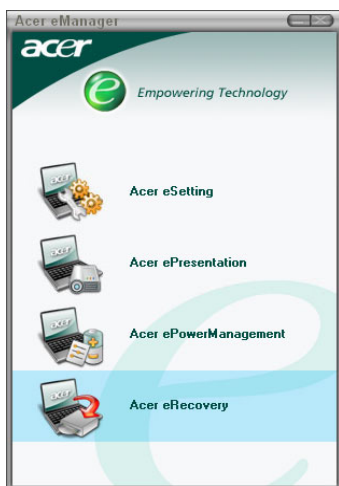 Acer eManager
acer
e Empowering Technology
Acer eSetting
Acer ePresentation
Acer ePowerManagement
Acer eRecovery